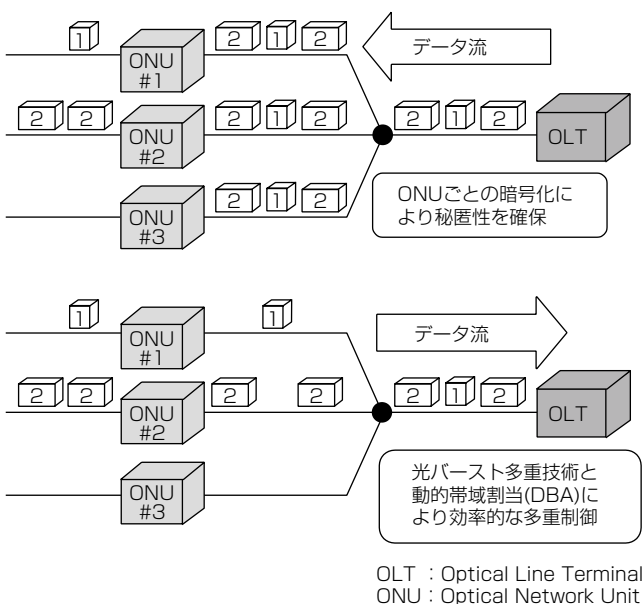 1
2 1 2
データ流
ONU
#1
2 2
2 1 2
2 1 2
ONU
#2
OLT
2 1 2
ONU
#3
ONUごとの暗号化に
より秘匿性を確保
1
1
データ流
ONU
#1
2 2
2
2
2 1 2
ONU
#2
OLT
ONU
#3
光バースト多重技術と
動的帯域割当(DBA)に
より効率的な多重制御
OLT : Optical Line Terminal
ONU : Optical Network Unit